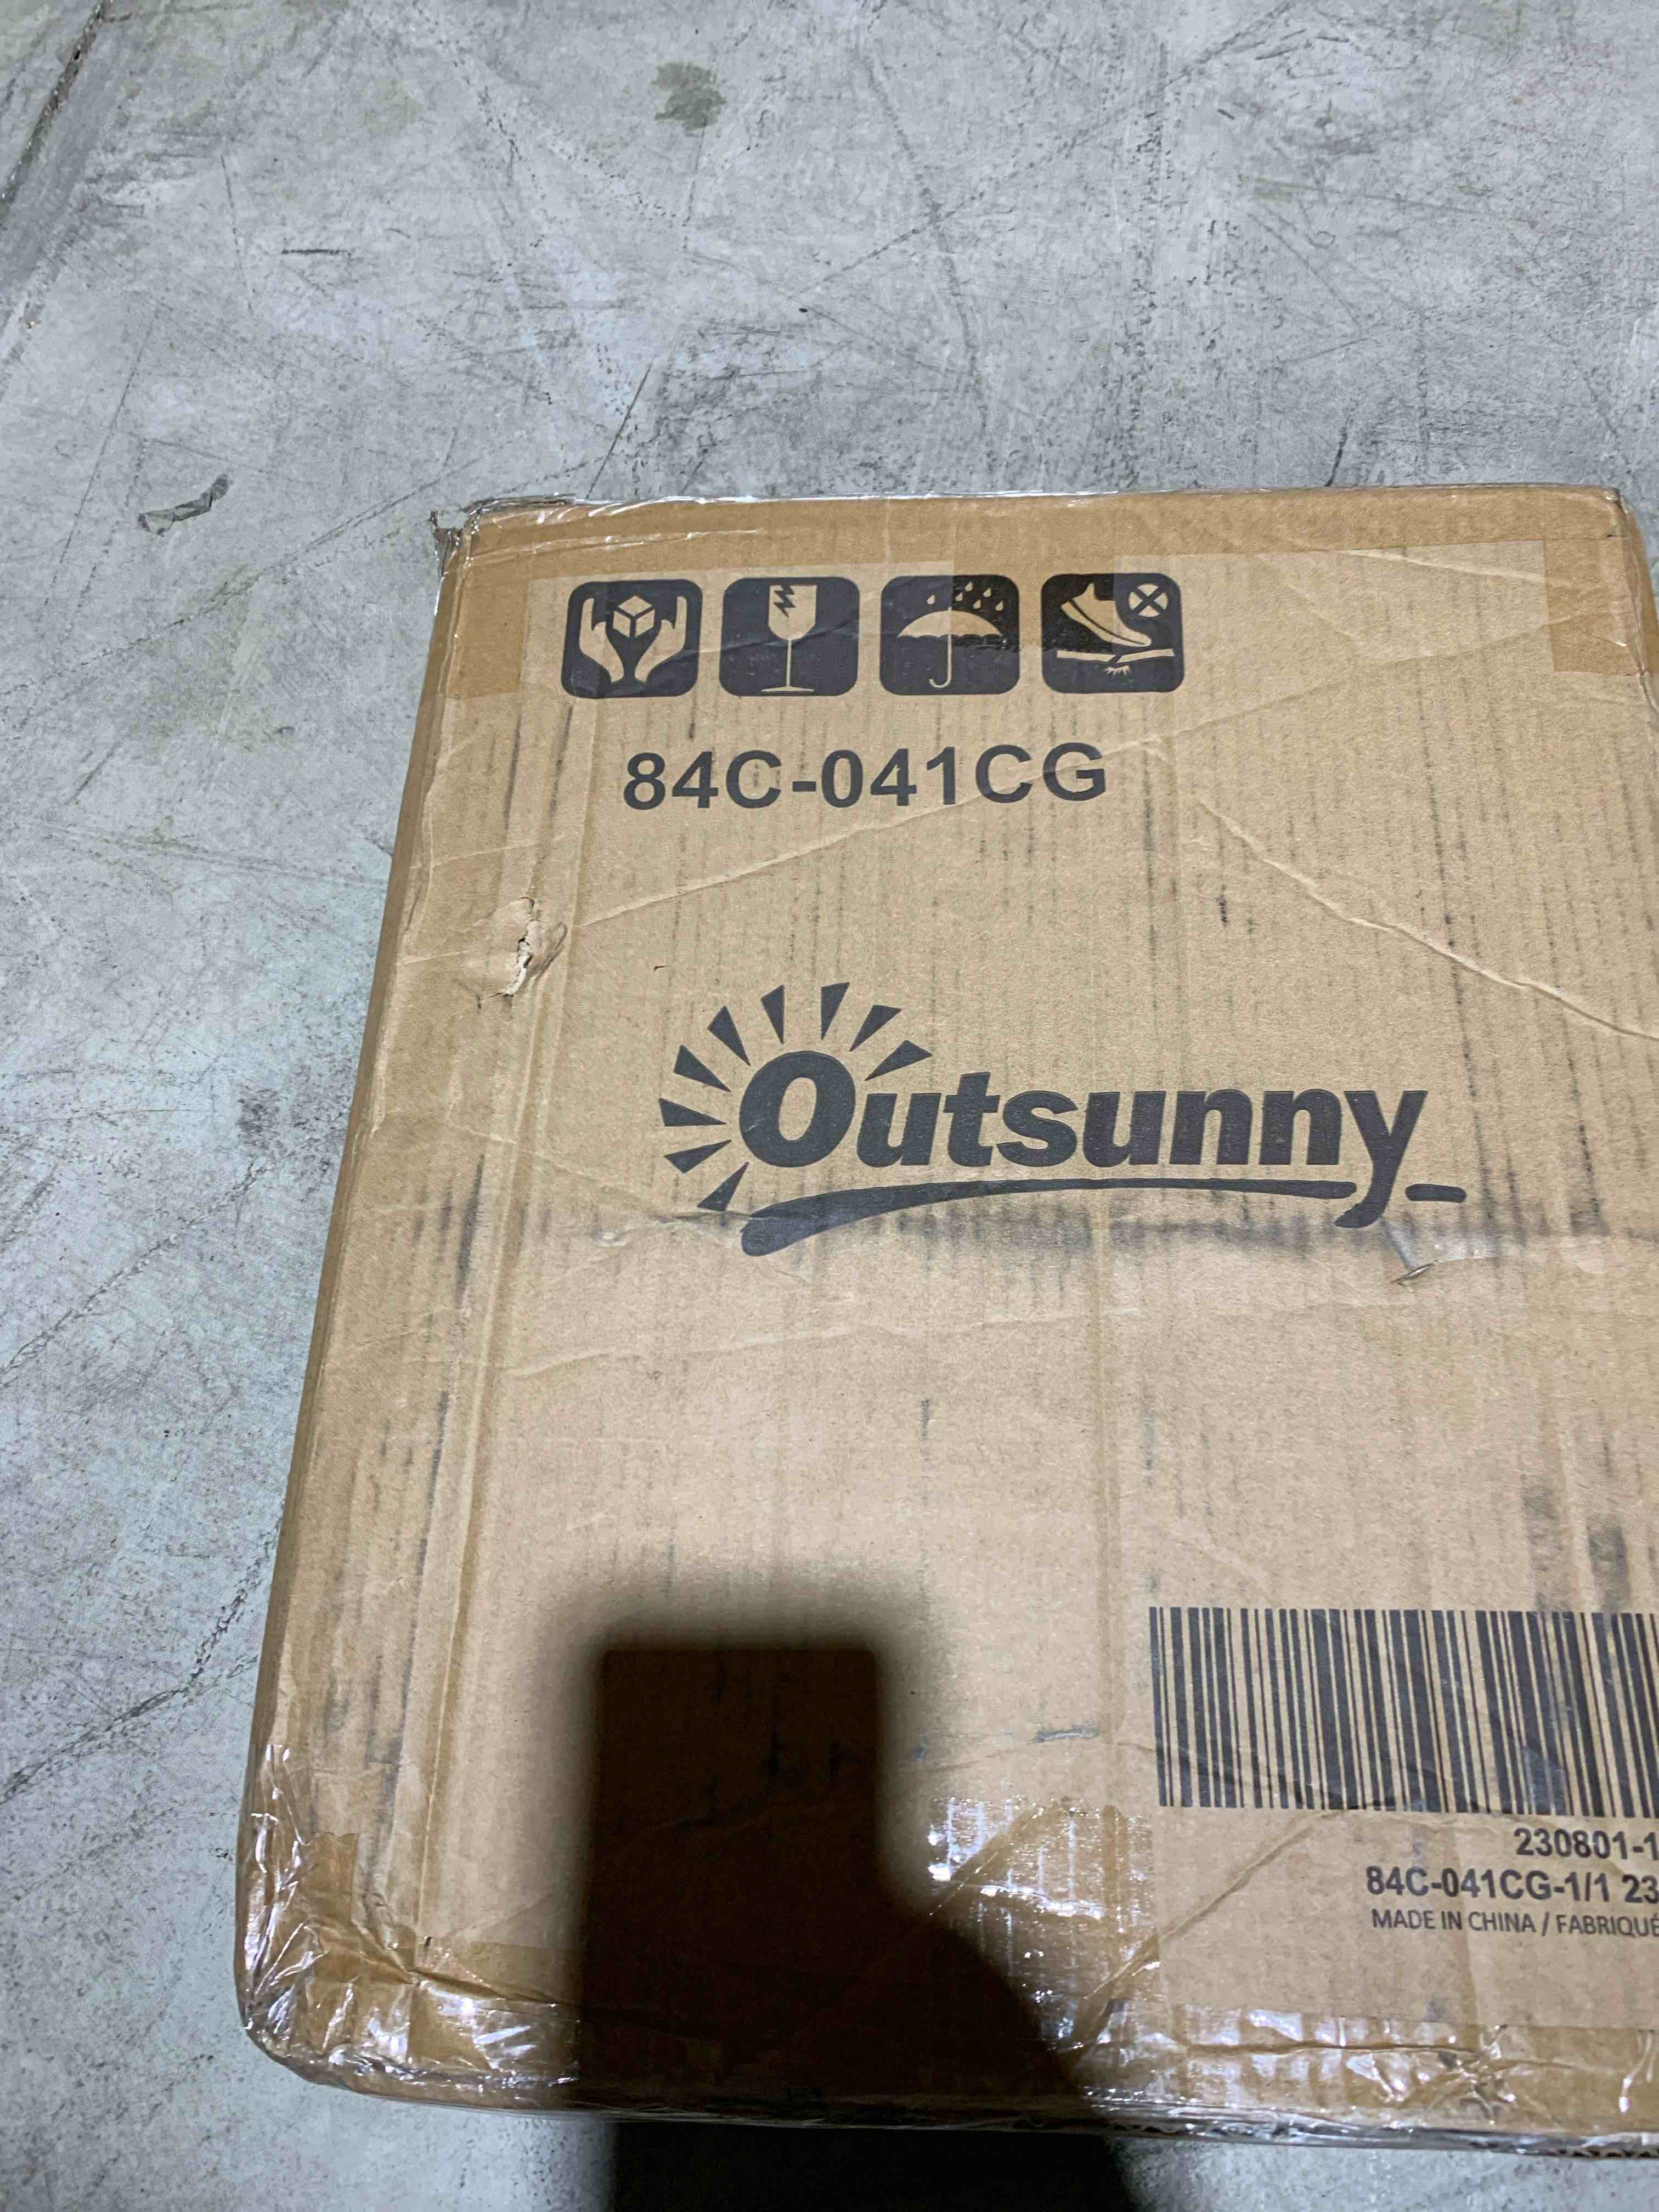 84C-041CG
Outsunny
230801-1
84C-041CG-1/1 23
MADE IN CHINA / FABRIQUÉ